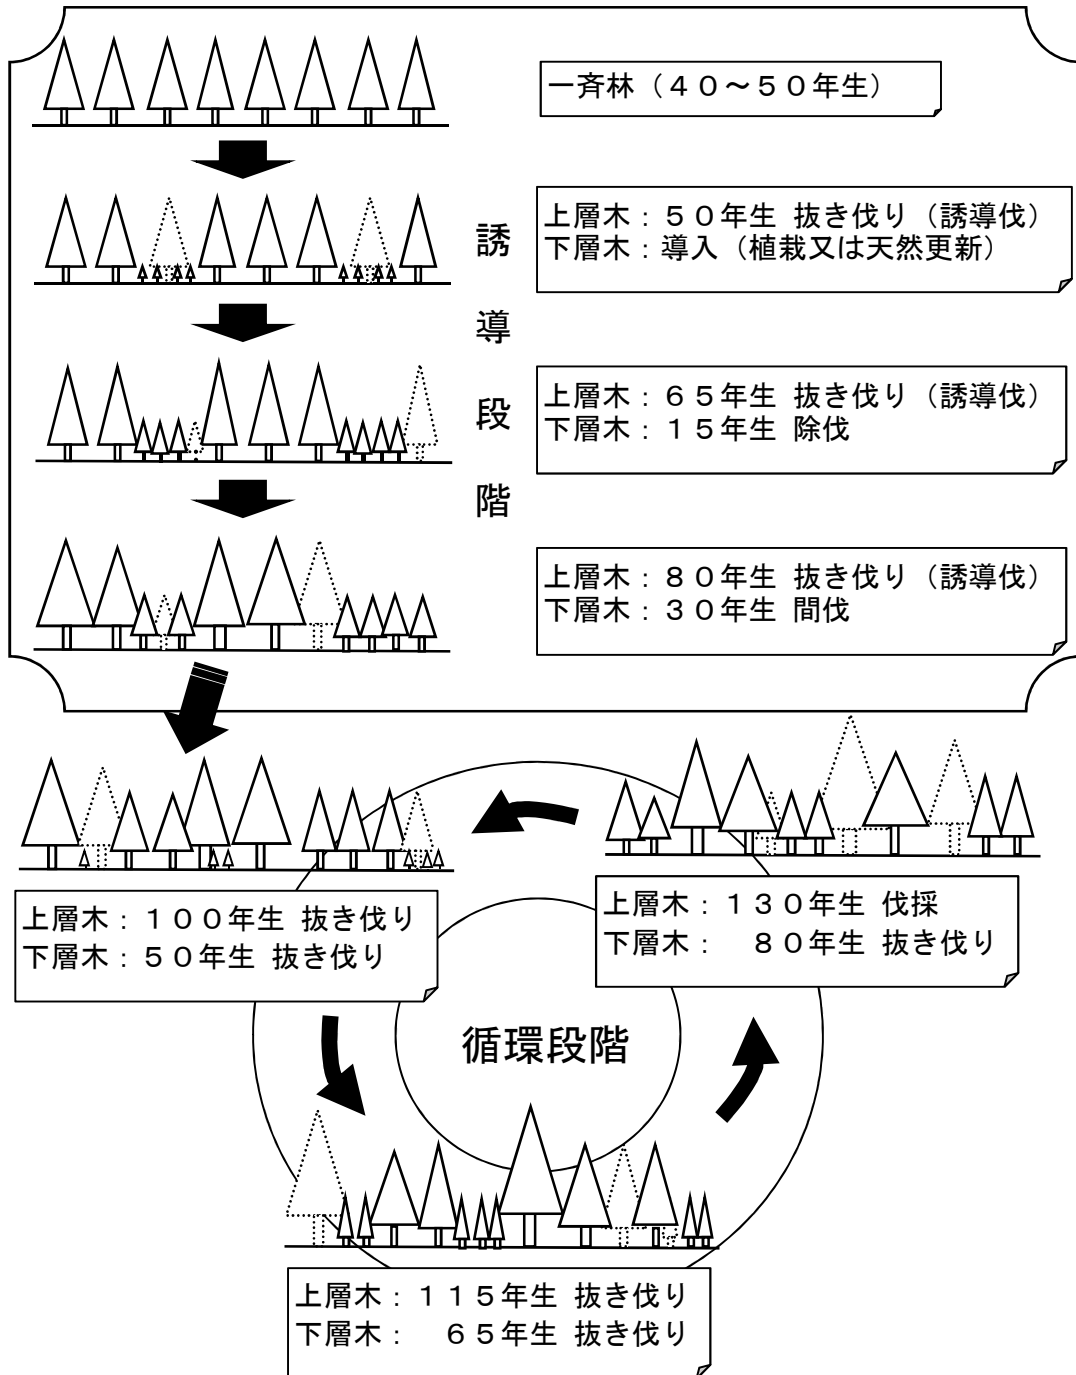 一斉林（４０～５０年生）
上層木：５０年生 抜き伐り（誘導伐）
下層木：導入（植栽又は天然更新）
誘導段階
上層木：６５年生 抜き伐り（誘導伐）
下層木：１５年生 除伐
上層木：８０年生 抜き伐り（誘導伐）
下層木：３０年生 間伐
上層木：１００年生 抜き伐り
下層木：５０年生 抜き伐り
上層木：１３０年生 伐採
下層木：　８０年生 抜き伐り
循環段階
上層木：１１５年生 抜き伐り
下層木：　６５年生 抜き伐り